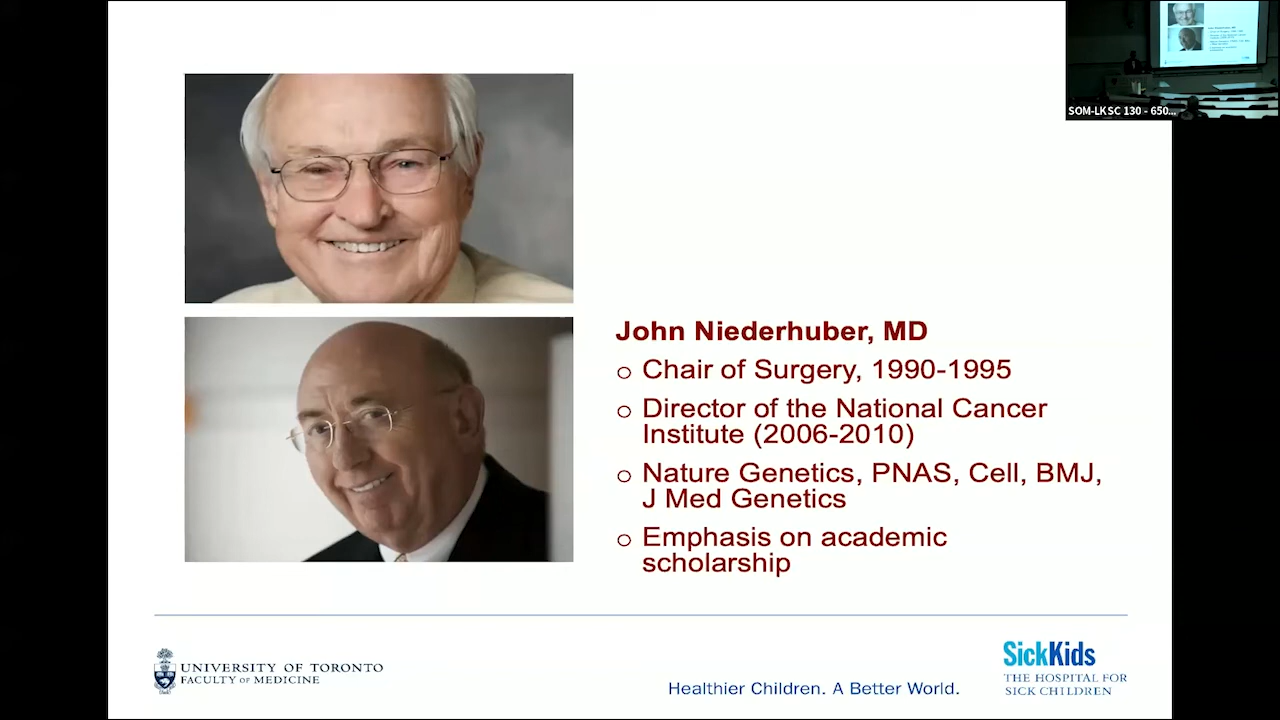 SOM-LKSC 130 - 650...
John Niederhuber, MD
o Chair of Surgery, 1990-1995
o Director of the National Cancer
Institute (2006-2010)
o Nature Genetics, PNAS, Cell, BMJ,
J Med Genetics
o Emphasis on academic
scholarship
UNIVERSITY OF TORONTO
FACULTY OF MEDICINE
Healthier Children. A Better World.
SickKids
THE HOSPITAL FOR
SICK CHILDREN